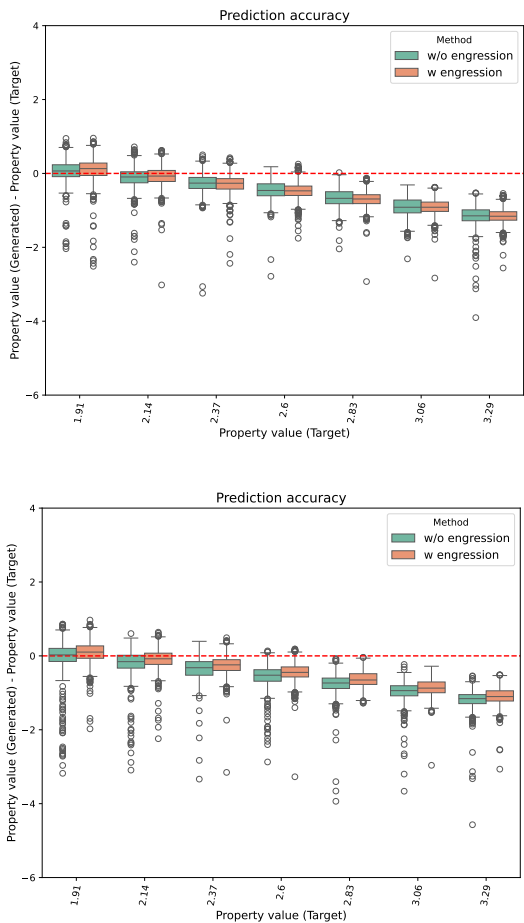 Prediction accuracy
4
2
0
−2
−4
−6
Property value (Generated) - Property value (Target)
Method
w/o engression
w engression
1.91
2.14
2.37
2.6
2.83
3.06
3.29
Property value (Target)
Prediction accuracy
4
2
0
−2
−4
−6
Property value (Generated) - Property value (Target)
Method
w/o engression
w engression
1.91
2.14
2.37
2.6
2.83
3.06
3.29
Property value (Target)